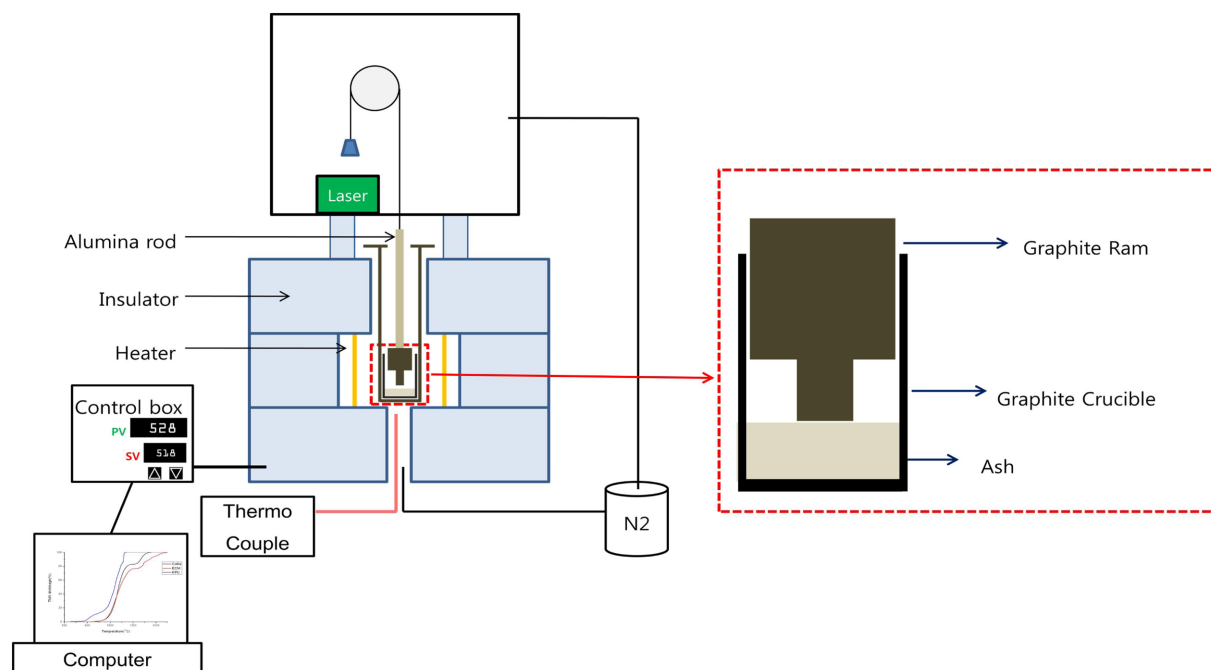 Laser
Alumina rod
Insulator
Heater
Control box
PV
528
SV
518
Thermo
Couple
N2
Computer
Temperature(°C)
Graphite Ram
Graphite Crucible
Ash